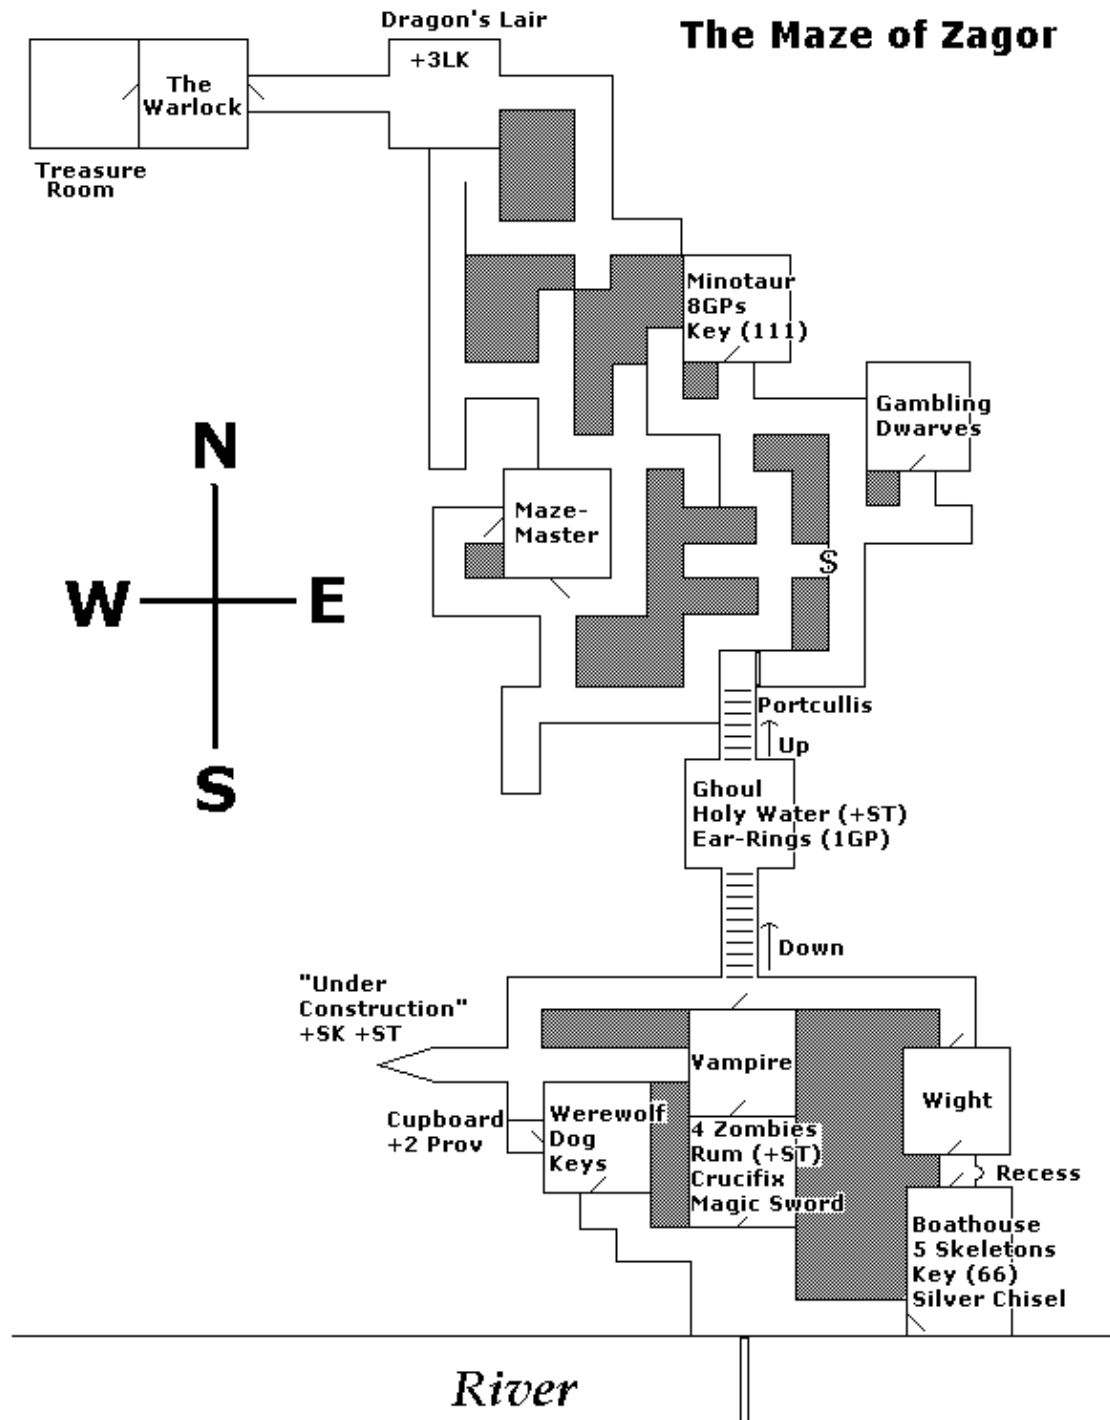 Dragon's Lair
The Maze of Zagor
+3LK
The
Warlock
Treasure
Room
Minotaur
8GPs
Key (111)
Gambling
Dwarves
N
W
E
S
Maze-
Master
S
Portcullis
Up
Ghoul
Holy Water (+ST)
Ear-Rings (1GP)
Down
"Under
Construction"
+SK +ST
Vampire
Wight
Cupboard
+2 Prov
Werewolf
Dog
Keys
4 Zombies
Rum (+ST)
Crucifix
Magic Sword
Recess
Boathouse
5 Skeletons
Key (66)
Silver Chisel
River